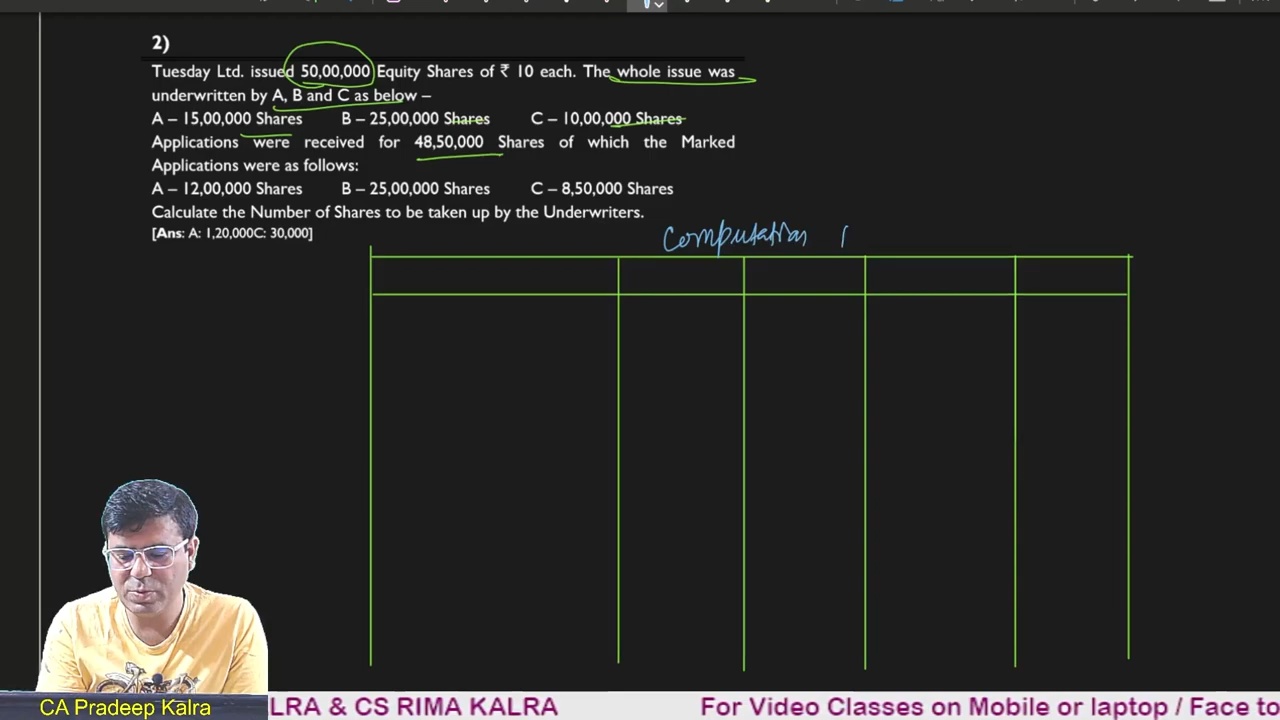 2)
Tuesday Ltd. issued 50,00,000 Equity Shares of ₹ 10 each. The whole issue was
underwritten by A, B and C as below –
A – 15,00,000 Shares B – 25,00,000 Shares C – 10,00,000 Shares
Applications were received for 48,50,000 Shares of which the Marked
Applications were as follows:
A – 12,00,000 Shares B – 25,00,000 Shares C – 8,50,000 Shares
Calculate the Number of Shares to be taken up by the Underwriters.
[Ans: A: 1,20,000C: 30,000]
Computation
CA Pradeep Kalra
LRA & CS RIMA KALRA For Video Classes on Mobile or laptop / Face to